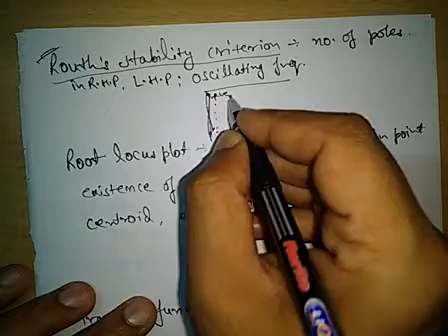 Routh's stability criterion ÷ no. of poles.
in R.H.P, L.H.P; oscillating freq.
Root locus plot ÷ point
existence of
centroid,